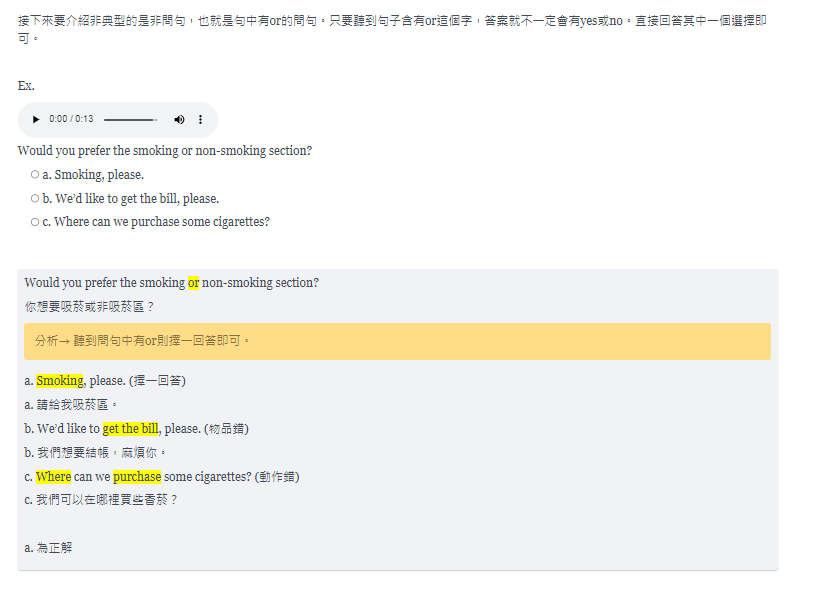 接下來要介紹非典型的是非問句，也就是句中有or的問句。只要聽到句子含有or這個字，答案就不一定會有yes或no。直接回答其中一個選擇即
可。
Ex.
0:00 / 0:13
Would you prefer the smoking or non-smoking section?
a. Smoking, please.
b. We'd like to get the bill, please.
c. Where can we purchase some cigarettes?
Would you prefer the smoking or non-smoking section?
你想要吸菸或非吸菸區？
分析→ 聽到問句中有or則擇一回答即可。
a. Smoking, please. (擇一回答)
a. 請給我吸菸區。
b. We'd like to get the bill, please. (物品錯)
b. 我們想要結帳，麻煩你。
c. Where can we purchase some cigarettes? (動作錯)
c. 我們可以在哪裡買些香菸？
a. 為正解